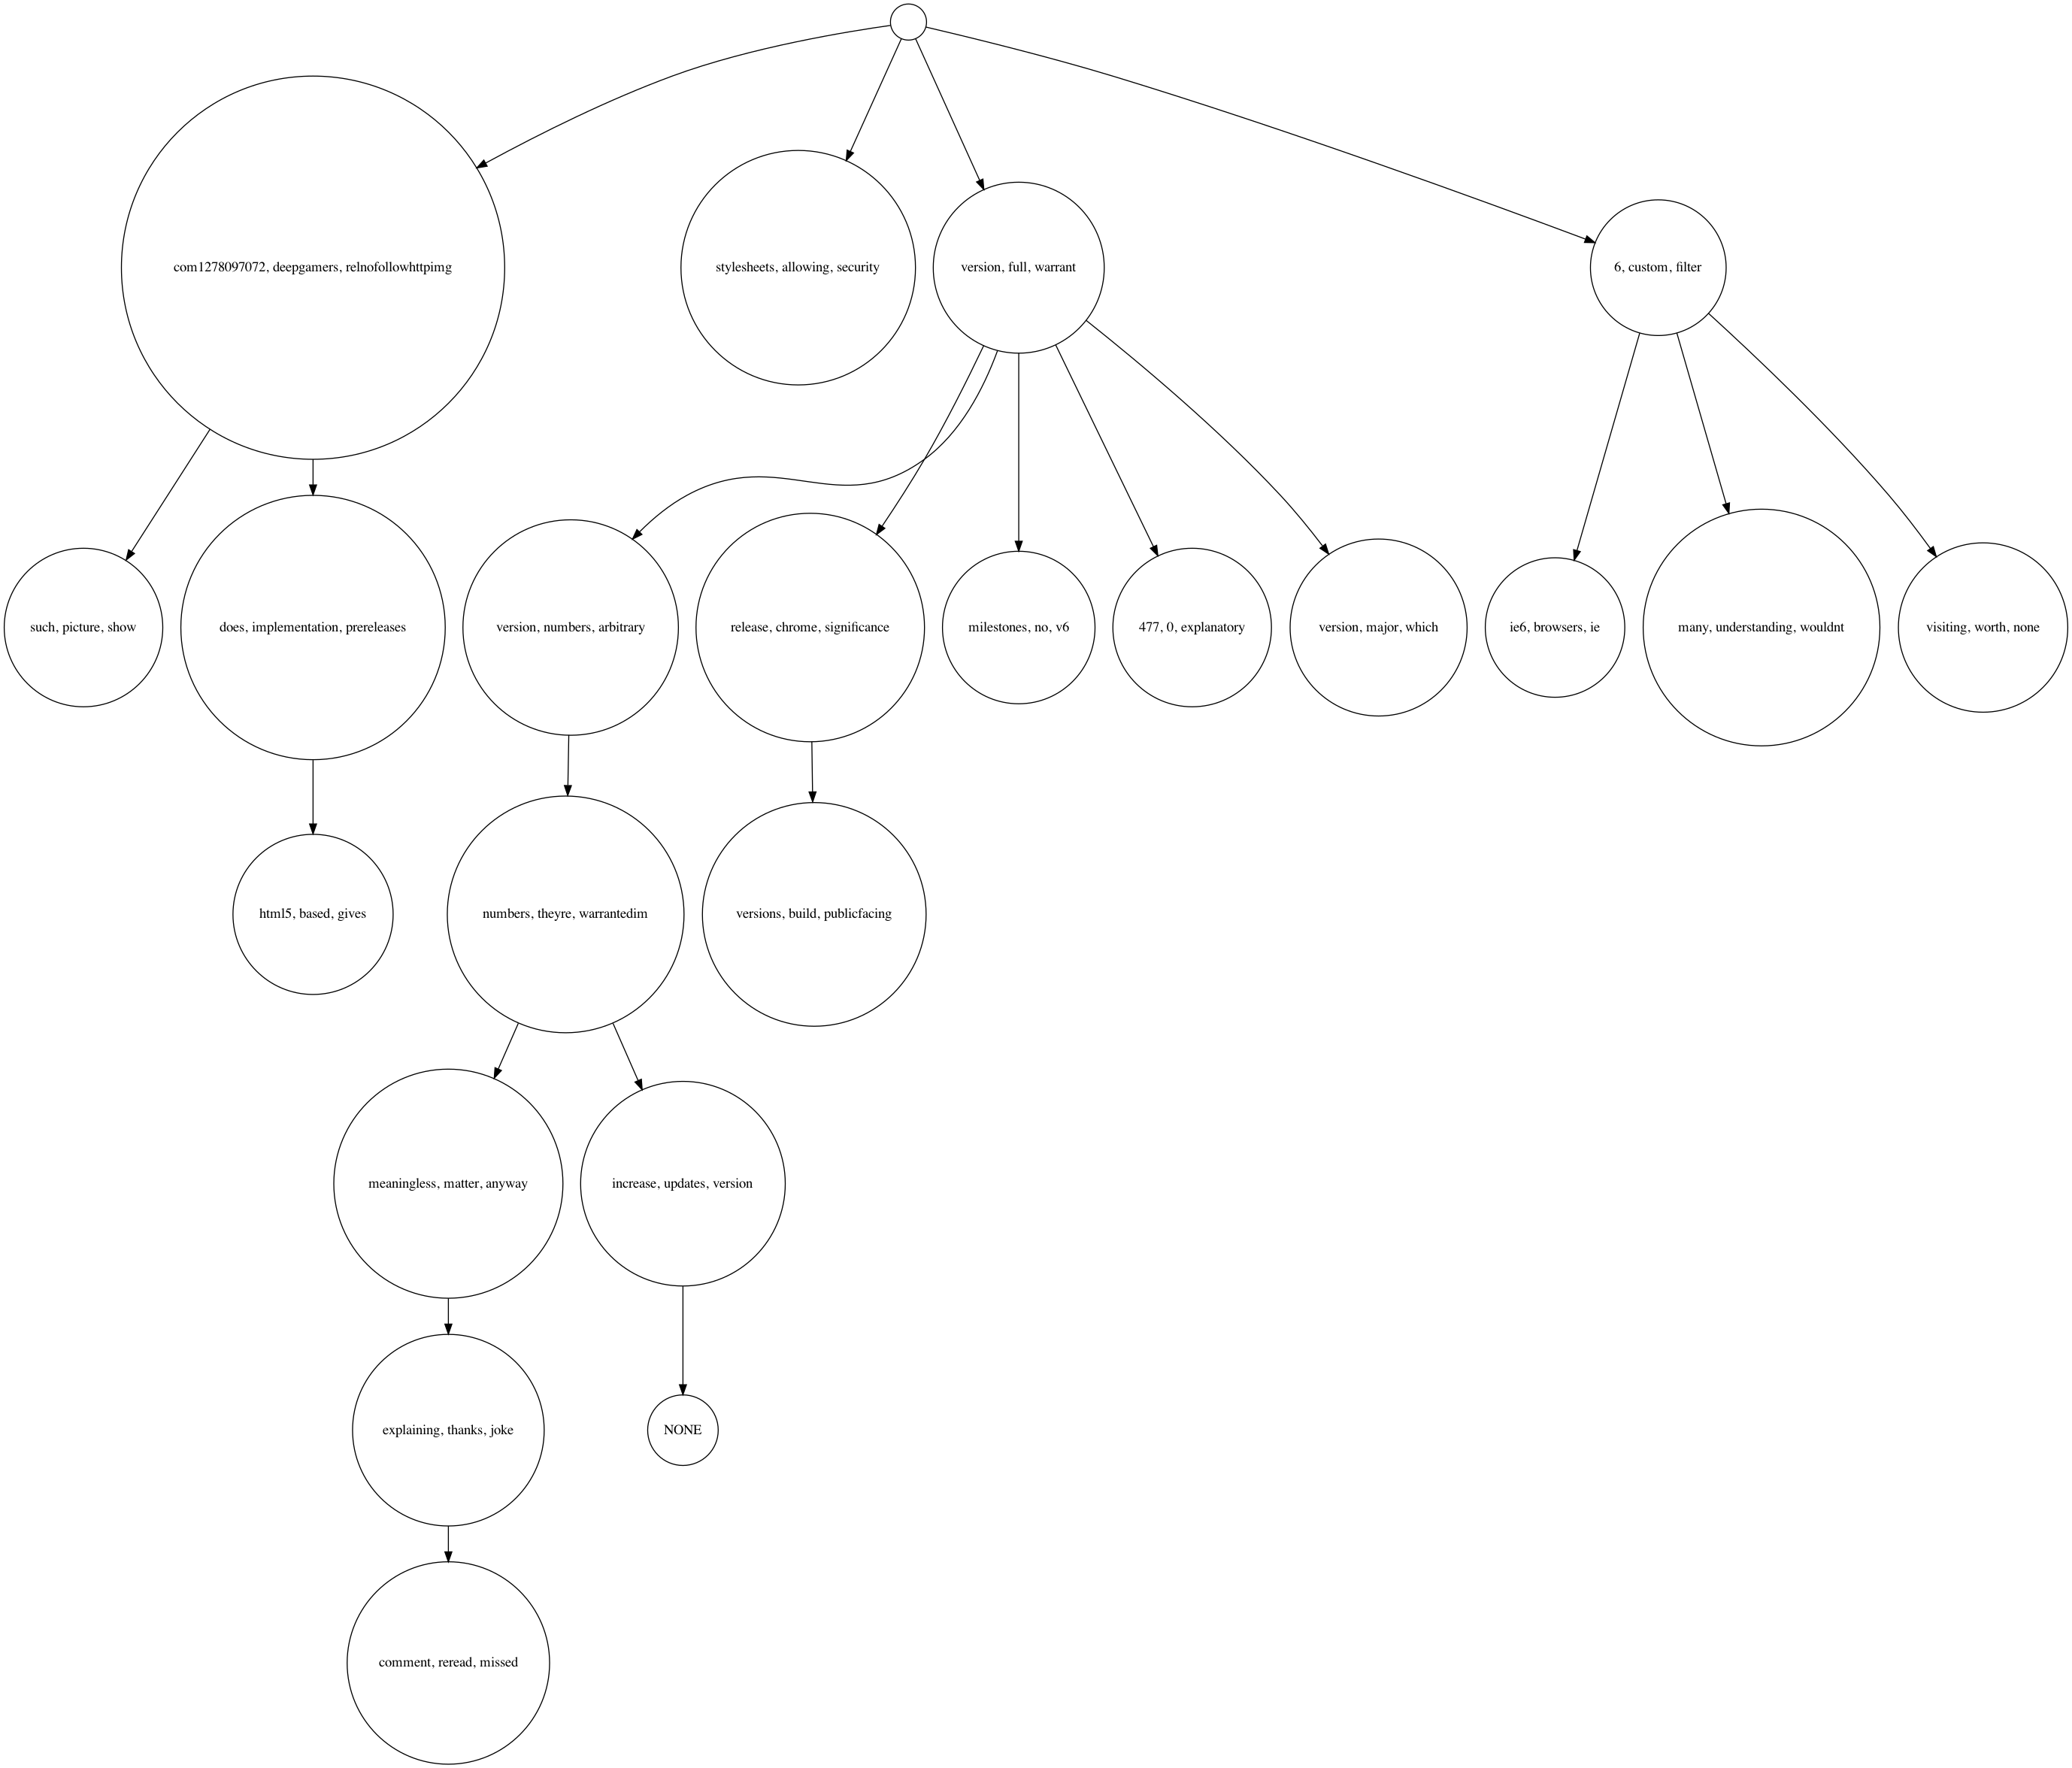 com1278097072, deepgamers, relnofollowhttpimg
stylesheets, allowing, security
version, full, warrant
6, custom, filter
such, picture, show
does, implementation, prereleases
version, numbers, arbitrary
release, chrome, significance
milestones, no, v6
477, 0, explanatory
version, major, which
ie6, browsers, ie
many, understanding, wouldnt
visiting, worth, none
html5, based, gives
numbers, theyre, warrantedim
versions, build, publicfacing
meaningless, matter, anyway
increase, updates, version
explaining, thanks, joke
NONE
comment, reread, missed